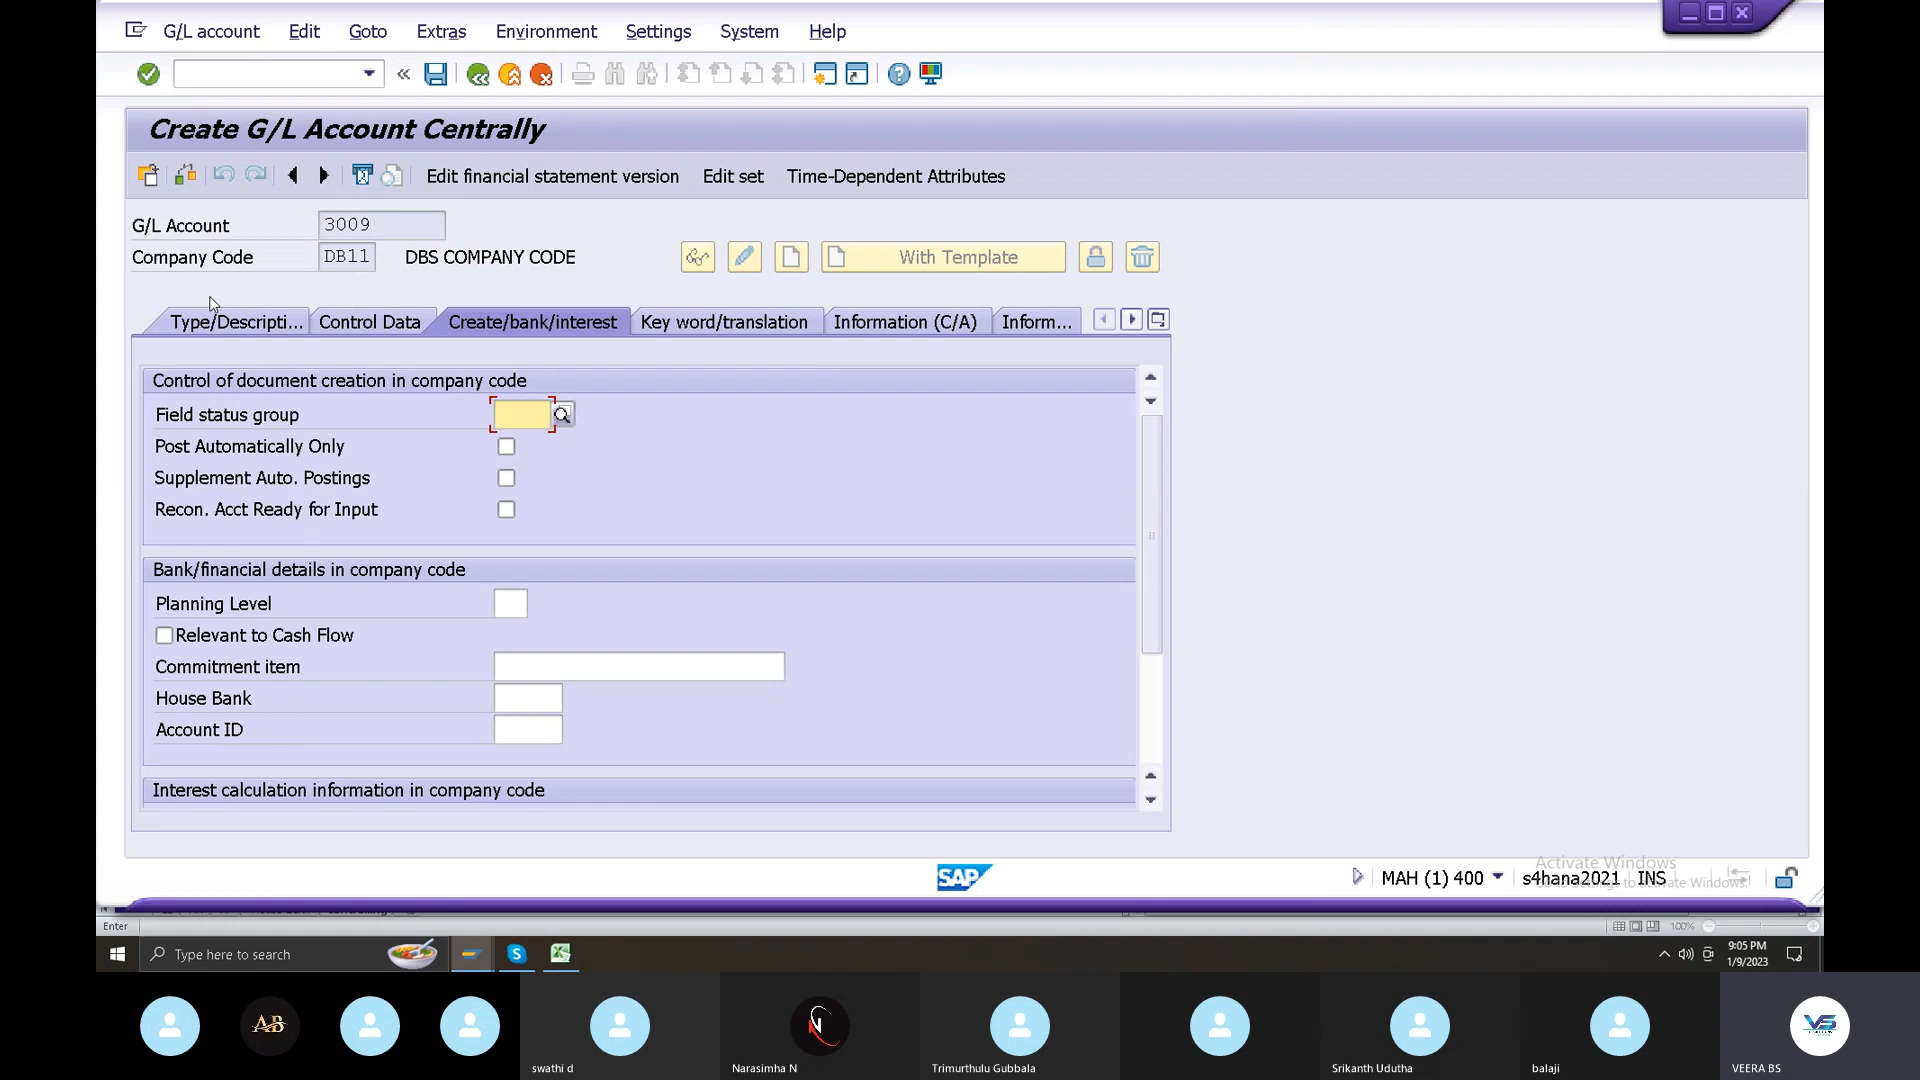 G/L account Edit Goto Extras Environment Settings System Help
Create G/L Account Centrally
Edit financial statement version Edit set Time-Dependent Attributes
G/L Account 3009
Company Code DB11 DBS COMPANY CODE With Template
Type/Descripti... Control Data Create/bank/interest Key word/translation Information (C/A) Inform...
Control of document creation in company code
Field status group
Post Automatically Only
Supplement Auto. Postings
Recon. Acct Ready for Input
Bank/financial details in company code
Planning Level
Relevant to Cash Flow
Commitment item
House Bank
Account ID
Interest calculation information in company code
Activate Windows
SAP MAH (1) 400 s4hana2021 INS
Enter 100%
Type here to search 9:05 PM
1/9/2023
AB N VS
swathi d Narasimha N Trimurthulu Gubbala Srikanth Udutha balaji VEERA BS